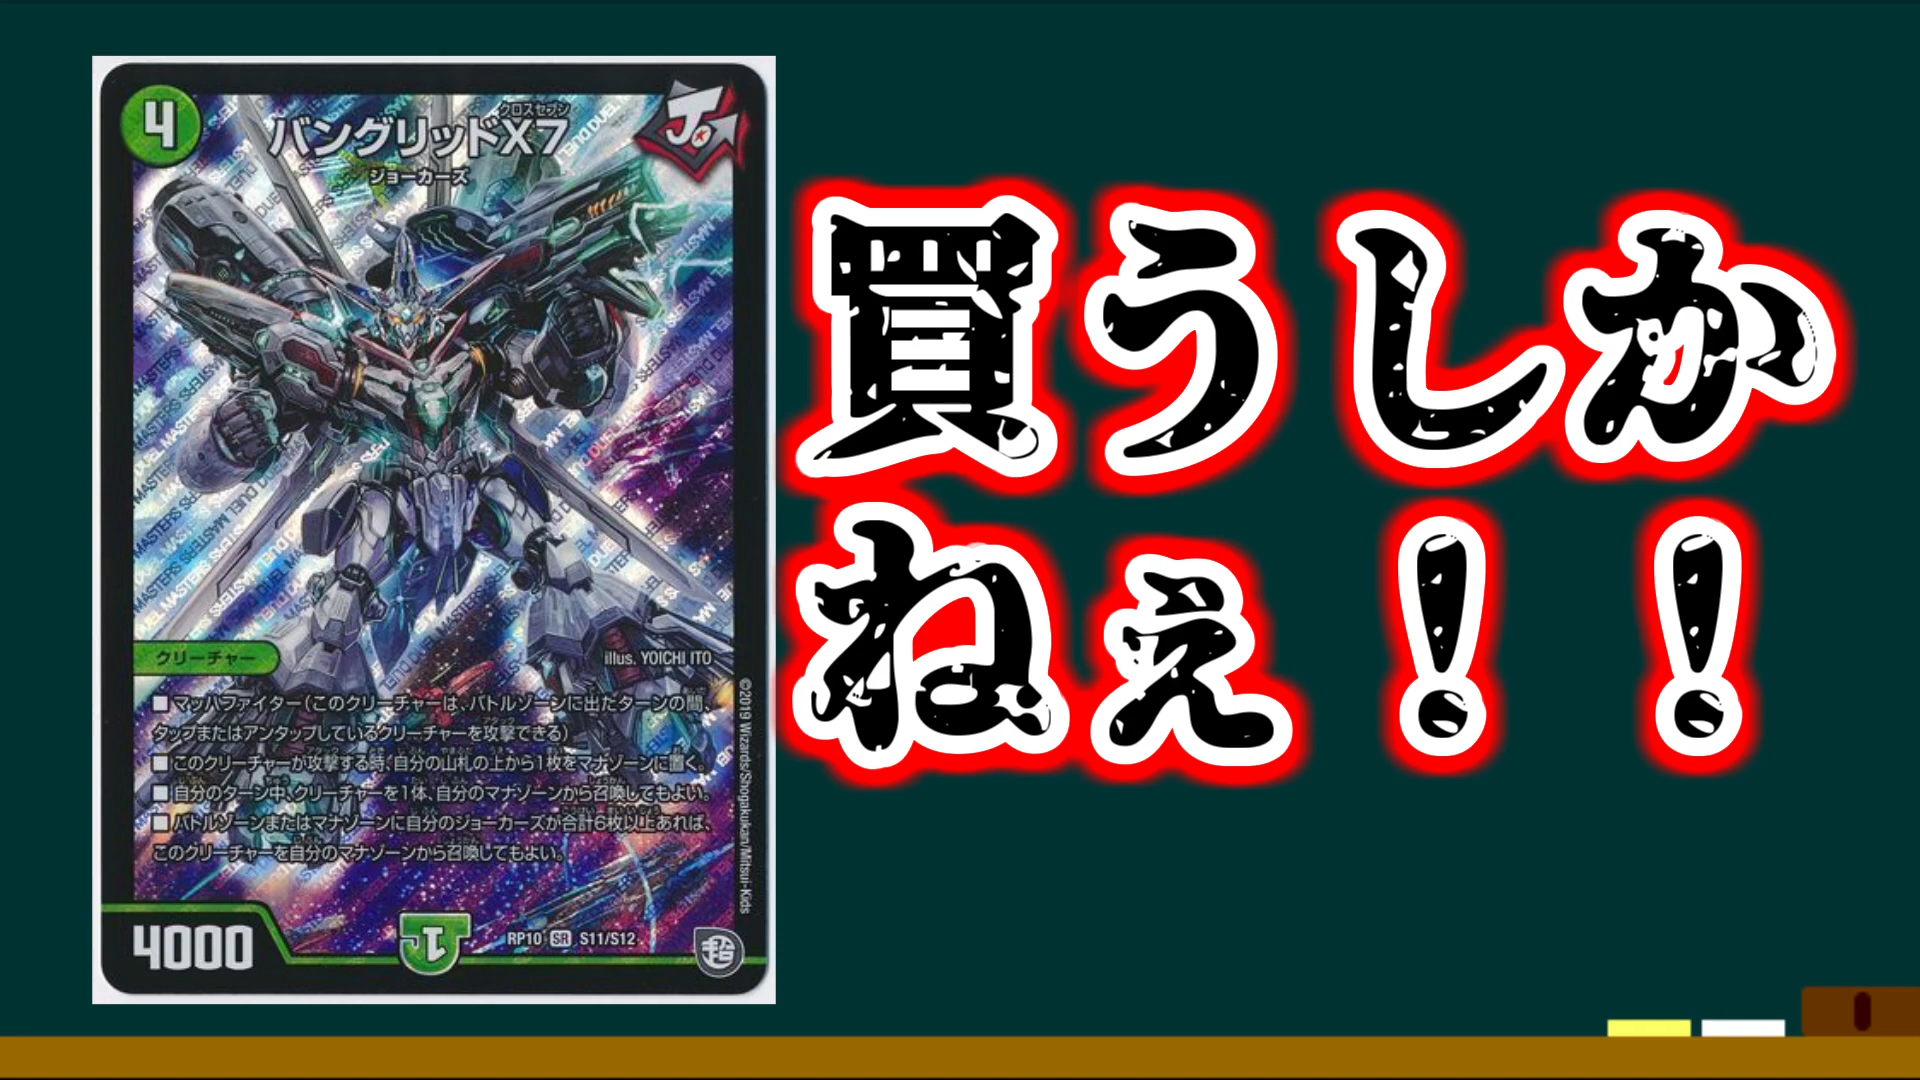 4
クロスセブン
バングリッドX7
ジョーカーズ
J
買うしか
ねぇ！！
クリーチャー
illus. YOICHI ITO
■ マッハファイター（このクリーチャーは、バトルゾーンに出たターンの間、
タップまたはアンタップしているクリーチャーを攻撃できる）
■ このクリーチャーが攻撃する時、自分の山札の上から1枚をマナゾーンに置く。
■ 自分のターン中、クリーチャーを1体、自分のマナゾーンから召喚してもよい。
■ バトルゾーンまたはマナゾーンに自分のジョーカーズが合計6枚以上あれば、
このクリーチャーを自分のマナゾーンから召喚してもよい。
©2019 Wizards/Shogakukan/Mitsui-Kids
4000
1
RP10 SR S11/S12
超